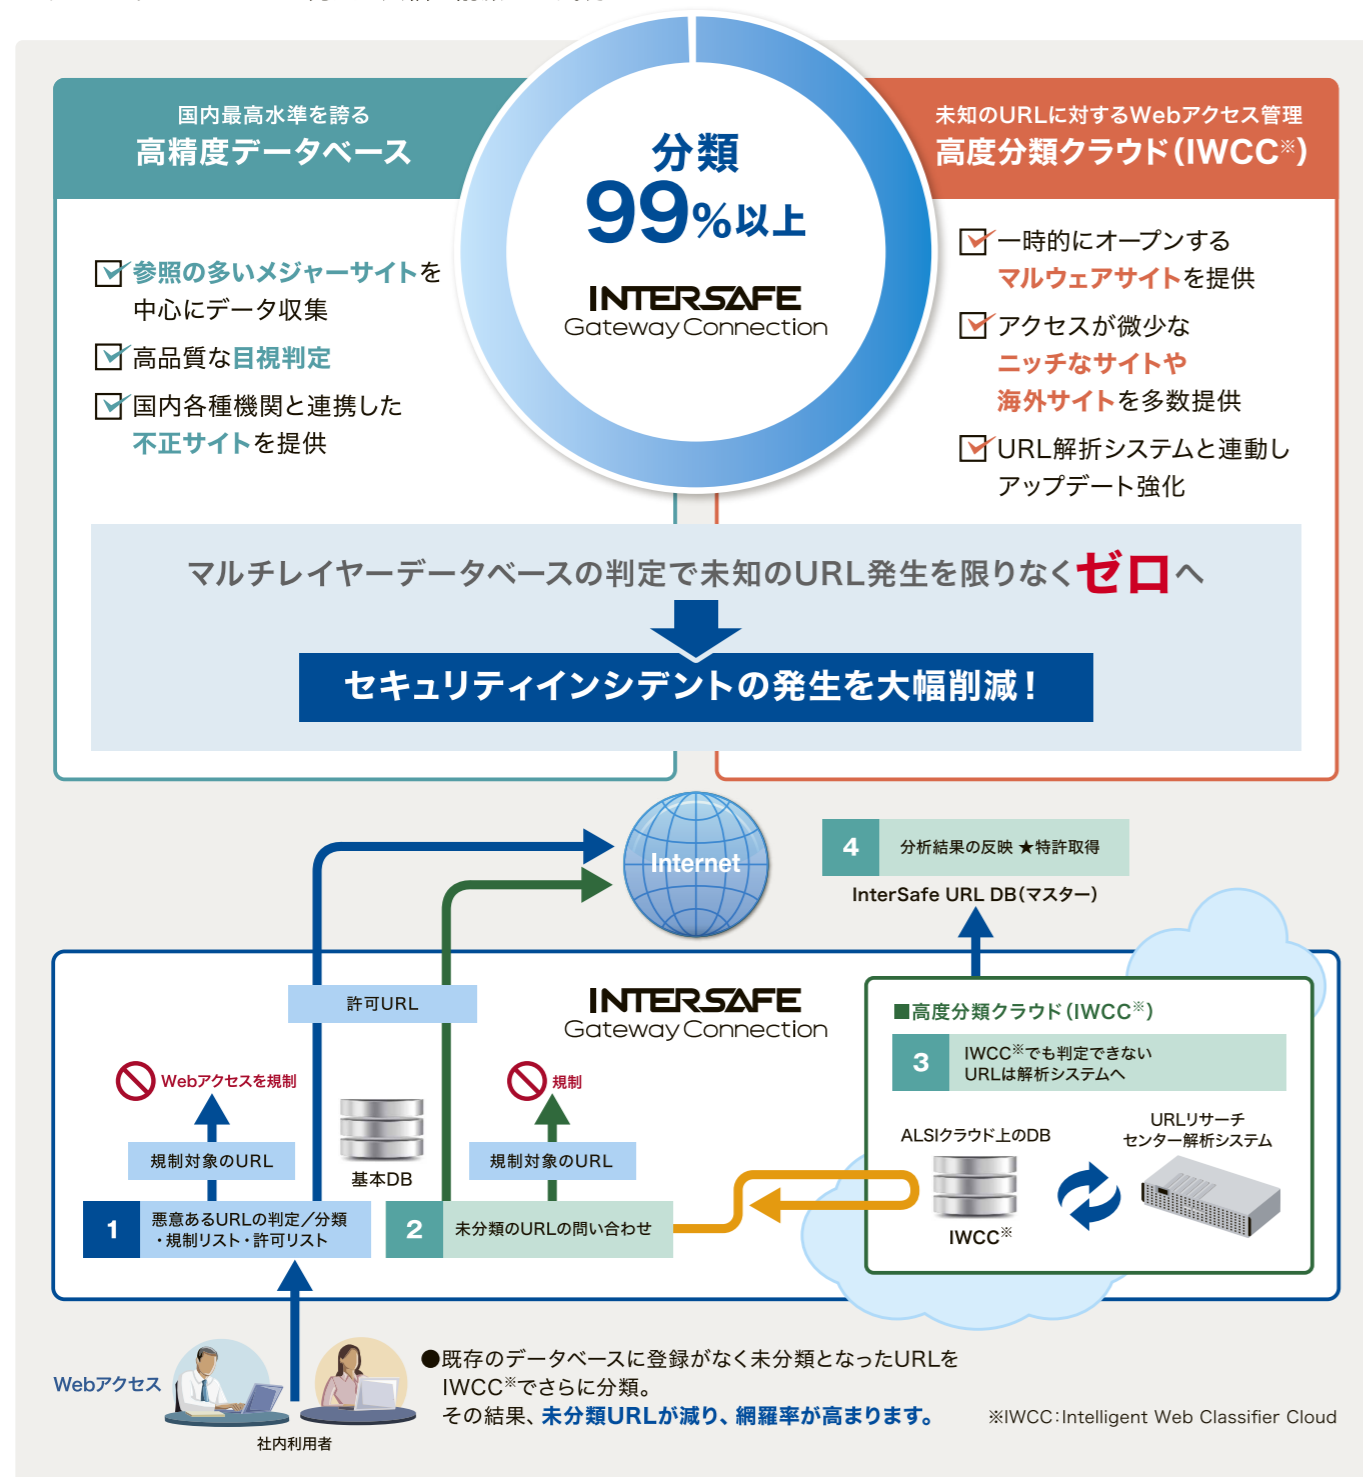 国内最高水準を誇る
高精度データベース
分類
99%以上
INTERSAFE
Gateway Connection
未知のURLに対するWebアクセス管理
高度分類クラウド(IWCC※)
参照の多いメジャーサイトを
中心にデータ収集
高品質な目視判定
国内各種機関と連携した
不正サイトを提供
一時的にオープンする
マルウェアサイトを提供
アクセスが微少な
ニッチなサイトや
海外サイトを多数提供
URL解折システムと連動し
アップデート強化
マルチレイヤーデータベースの判定で未知のURL発生を限りなくゼロへ
セキュリティインシデントの発生を大幅削減!
Internet
4 分析結果の反映 ★特許取得
InterSafe URL DB(マスター)
許可URL
INTERSAFE
Gateway Connection
■高度分類クラウド(IWCC※)
3 IWCC※でも判定できない
URLは解析システムへ
Webアクセスを規制
規制
規制対象のURL
基本DB
規制対象のURL
ALSIクラウド上のDB
URLリサーチ
センター解析システム
IWCC※
1 悪意あるURLの判定/分類
・規制リスト・許可リスト
2 未分類のURLの問い合わせ
Webアクセス
社内利用者
●既存のデータベースに登録がなく未分類となったURLを
IWCC※でさらに分類。
その結果、未分類URLが減り、網羅率が高まります。
※IWCC:Intelligent Web Classifier Cloud